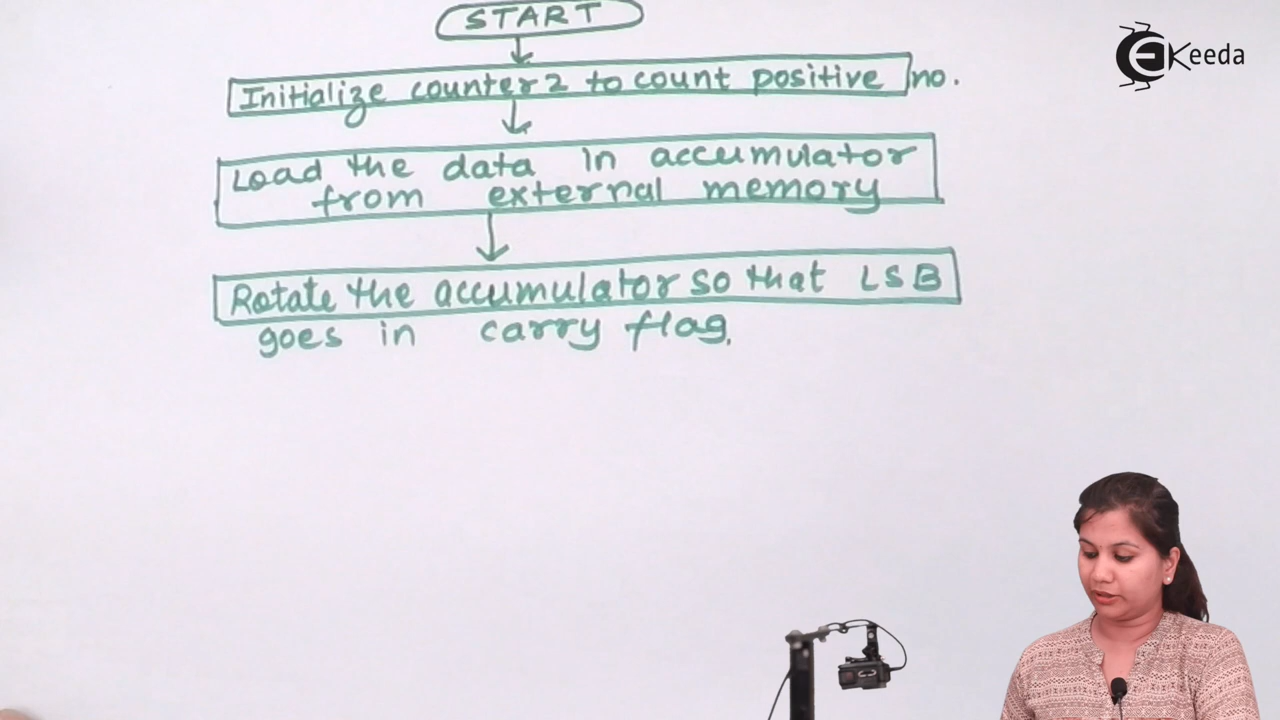 START
Initialize counter 2 to count positive no.
Load the data in accumulator
from external memory
Rotate the accumulator so that LSB
goes in carry flag.
EKeeda